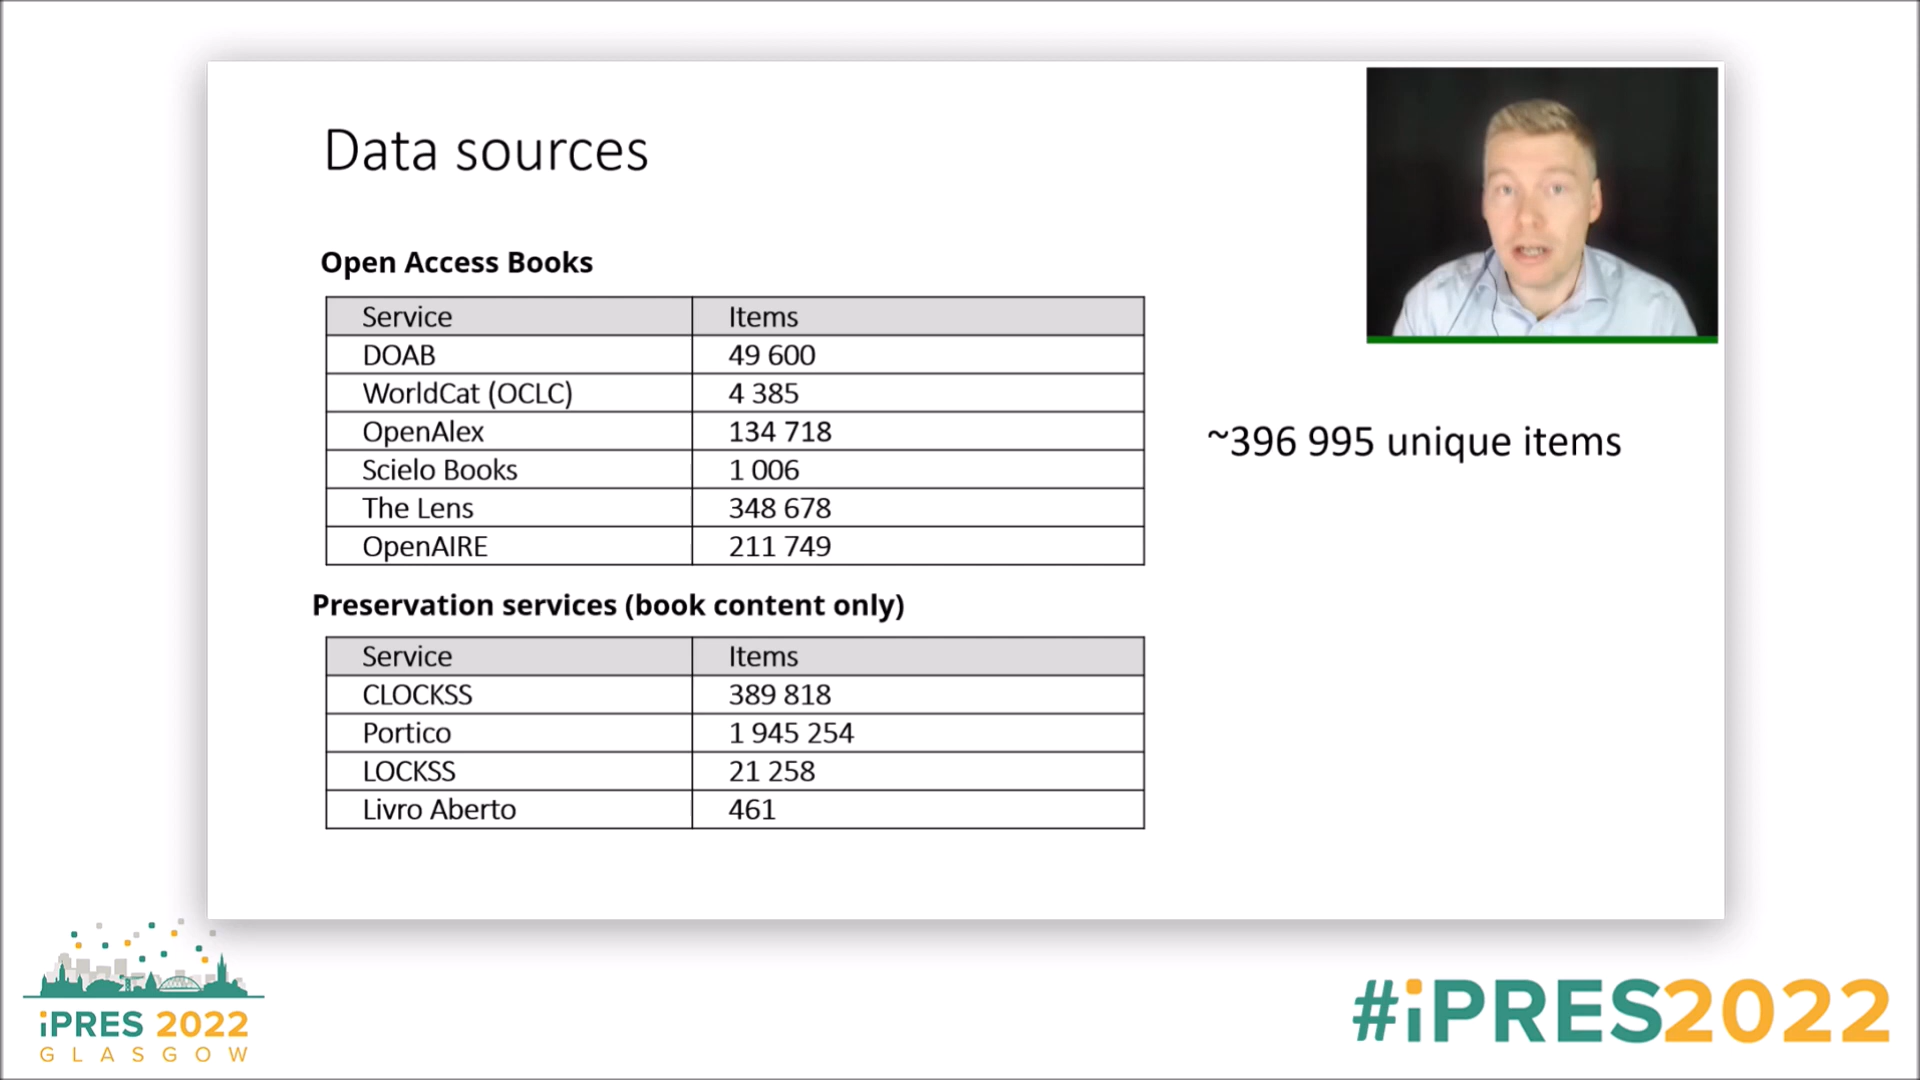 Data sources
Open Access Books
Service Items
DOAB 49 600
WorldCat (OCLC) 4 385
OpenAlex 134 718
Scielo Books 1 006
The Lens 348 678
OpenAIRE 211 749
~396 995 unique items
Preservation services (book content only)
Service Items
CLOCKSS 389 818
Portico 1 945 254
LOCKSS 21 258
Livro Aberto 461
iPRES 2022
GLASGOW
#iPRES2022